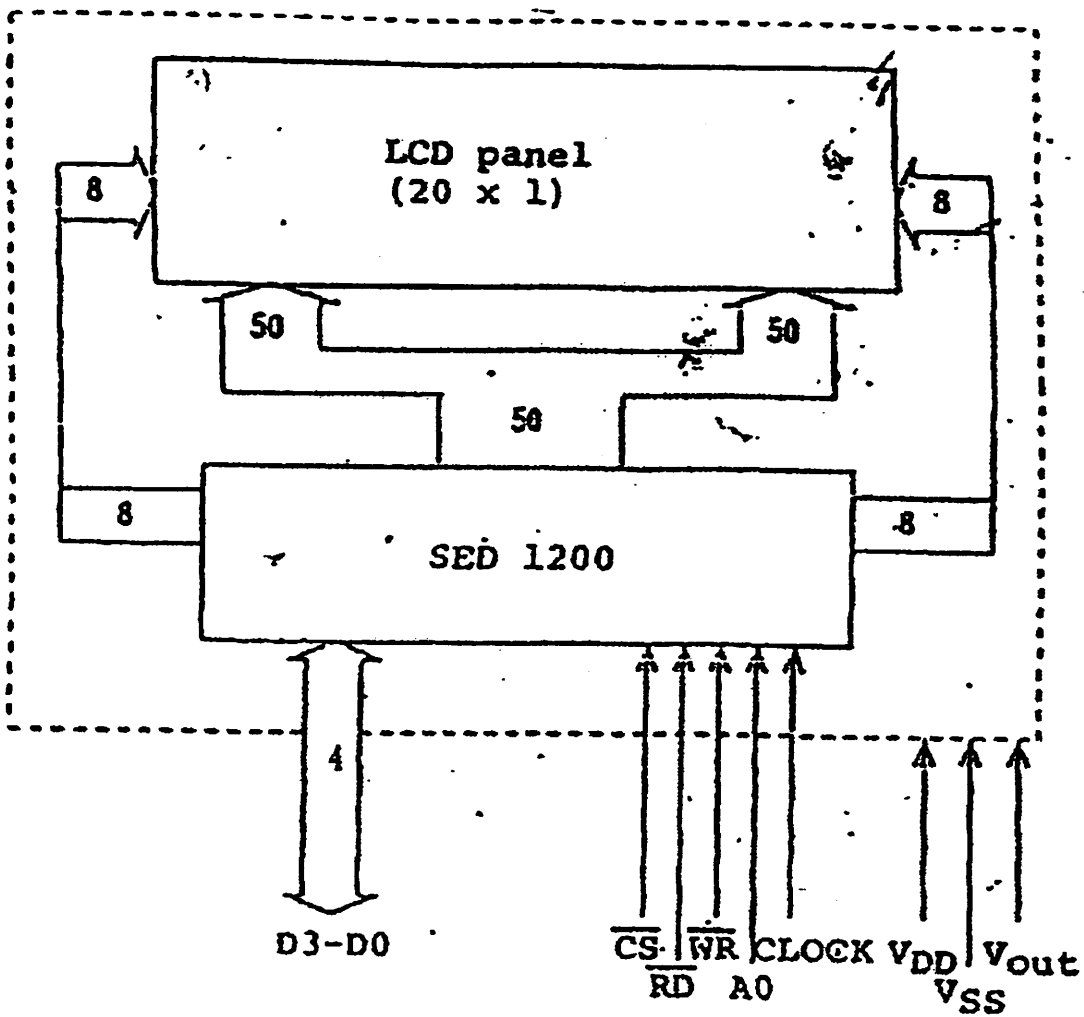 LCD panel
(20 x 1)
8
8
50
50
50
8
8
SED 1200
4
D3-D0
CS
RD
WR
A0
CLOCK
VDD
VSS
Vout